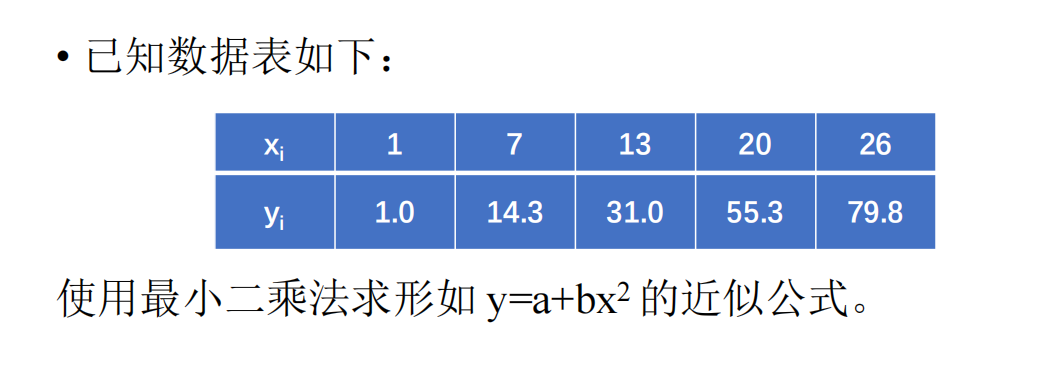 • 已知数据表如下：
xi 1 7 13 20 26
yi 1.0 14.3 31.0 55.3 79.8
使用最小二乘法求形如 y=a+bx² 的近似公式。